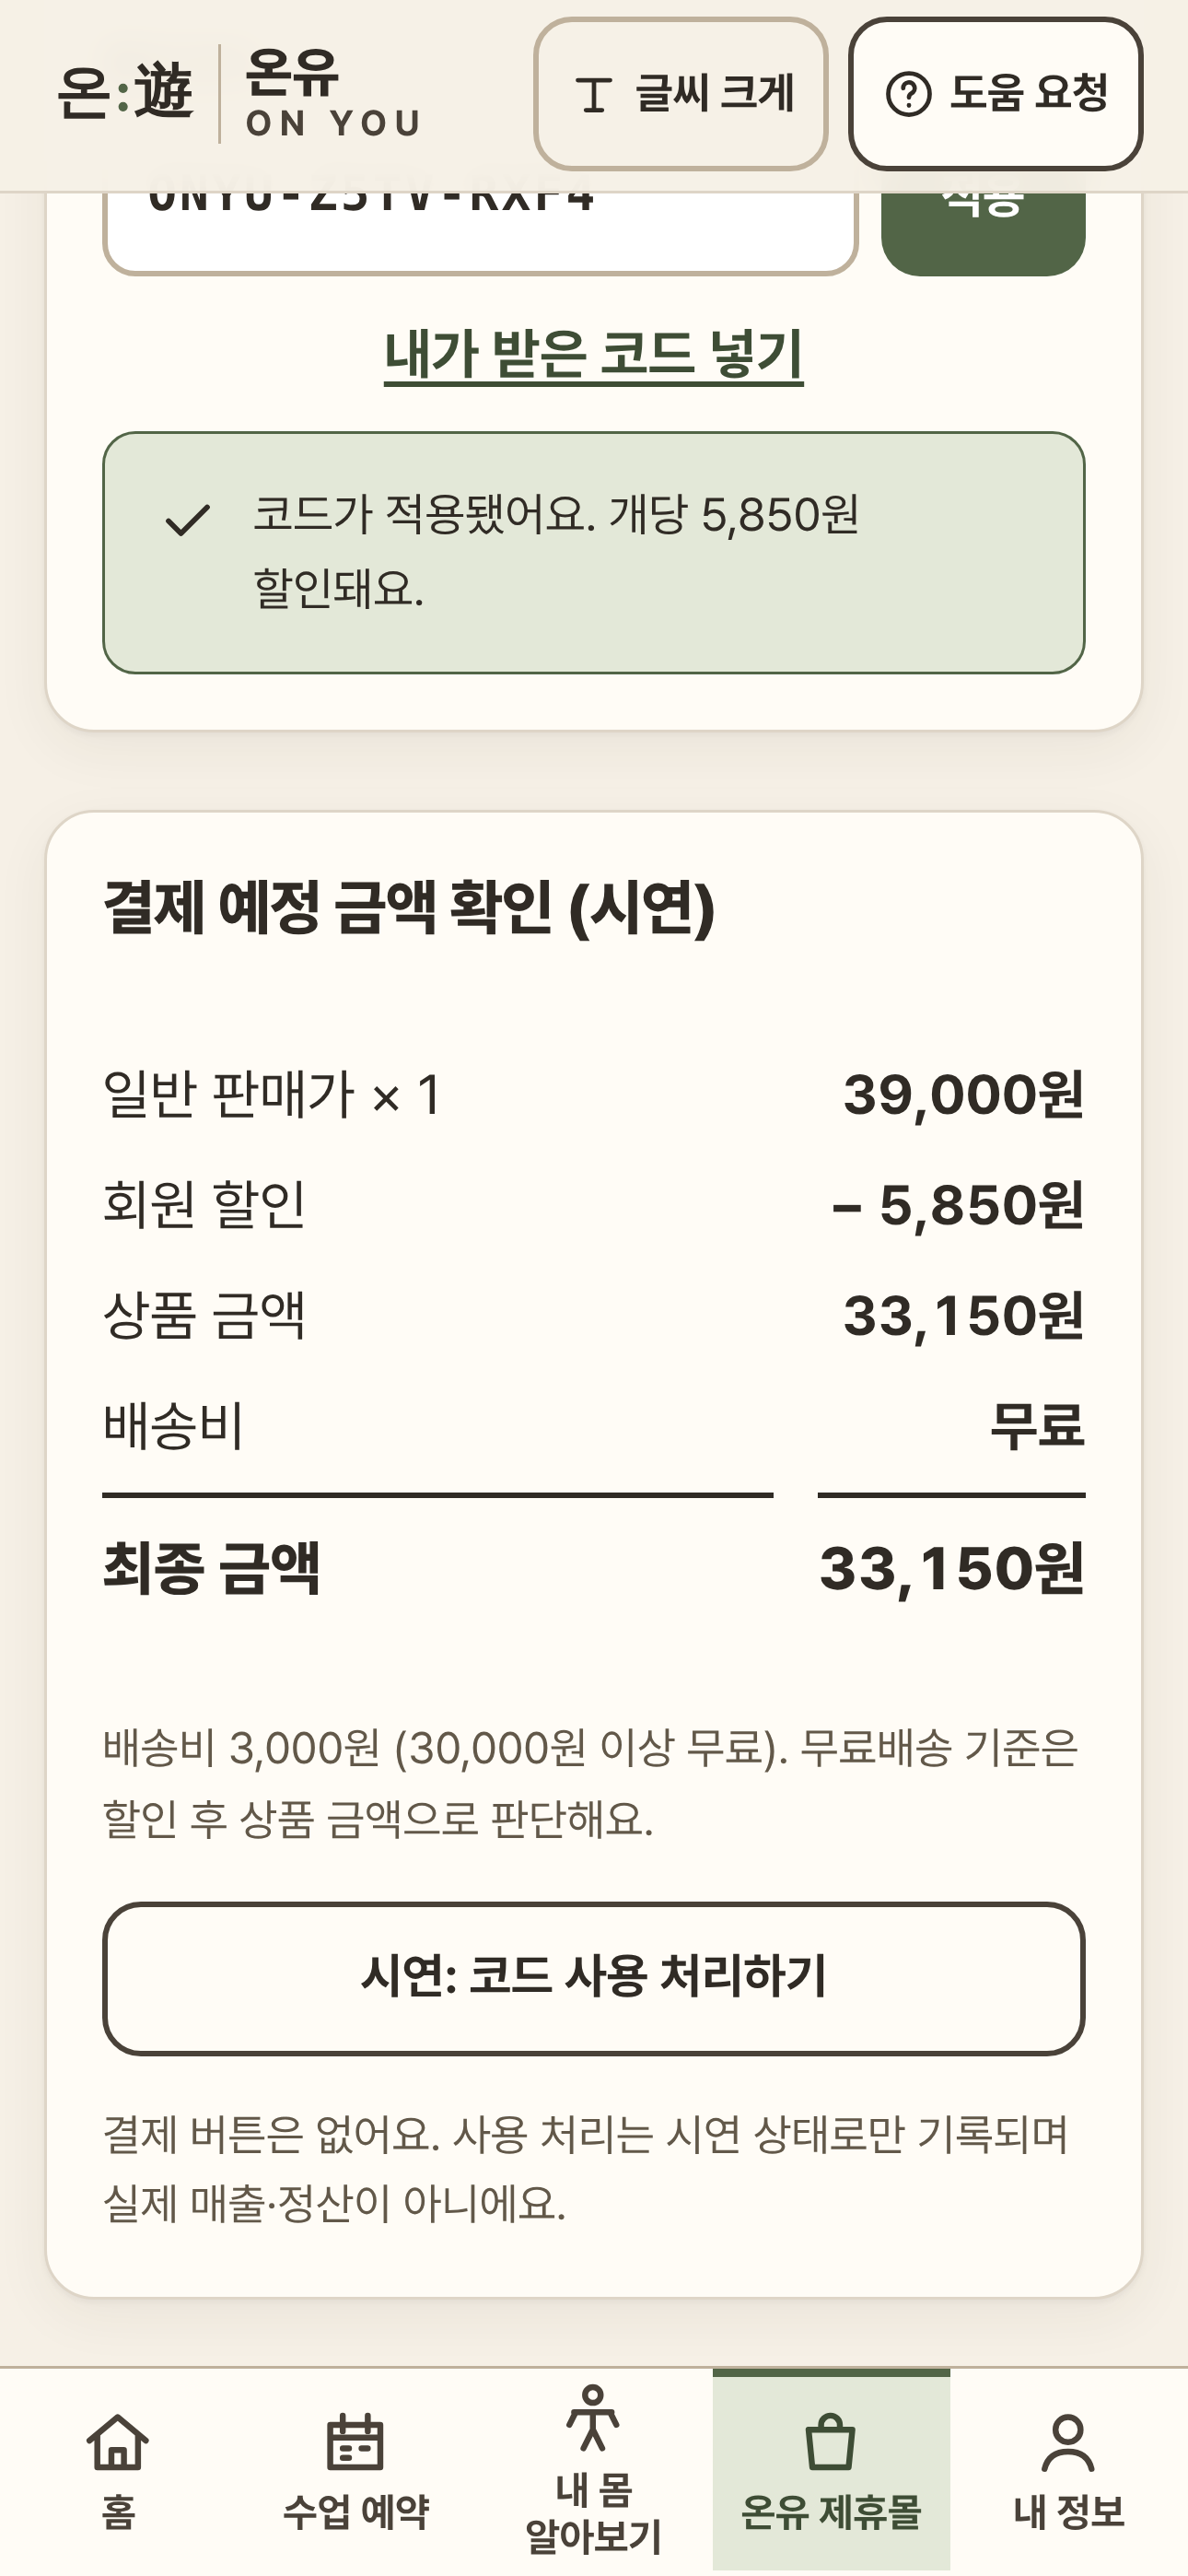 온:遊
온유
ON YOU
글씨 크게
도움 요청
ONYU-Z5TV-RXF4
적용
내가 받은 코드 넣기
코드가 적용됐어요. 개당 5,850원
할인돼요.
결제 예정 금액 확인 (시연)
일반 판매가 × 1
39,000원
회원 할인
− 5,850원
상품 금액
33,150원
배송비
무료
최종 금액
33,150원
배송비 3,000원 (30,000원 이상 무료). 무료배송 기준은
할인 후 상품 금액으로 판단해요.
시연: 코드 사용 처리하기
결제 버튼은 없어요. 사용 처리는 시연 상태로만 기록되며
실제 매출·정산이 아니에요.
홈
수업 예약
내 몸
알아보기
온유 제휴몰
내 정보